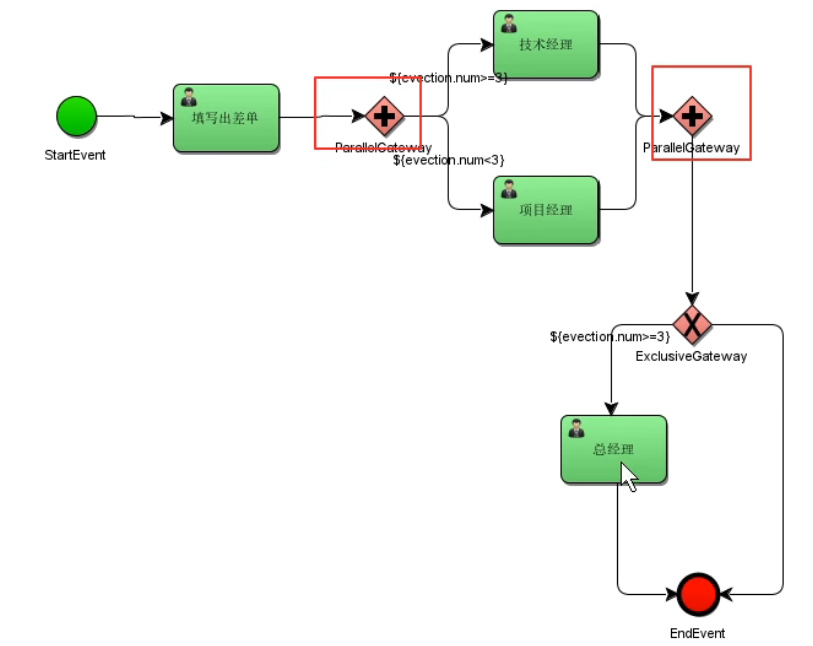 技术经理
${evection.num>=3}
填写出差单
StartEvent
ParallelGateway
ParallelGateway
${evection.num<3}
项目经理
${evection.num>=3}
ExclusiveGateway
总经理
EndEvent